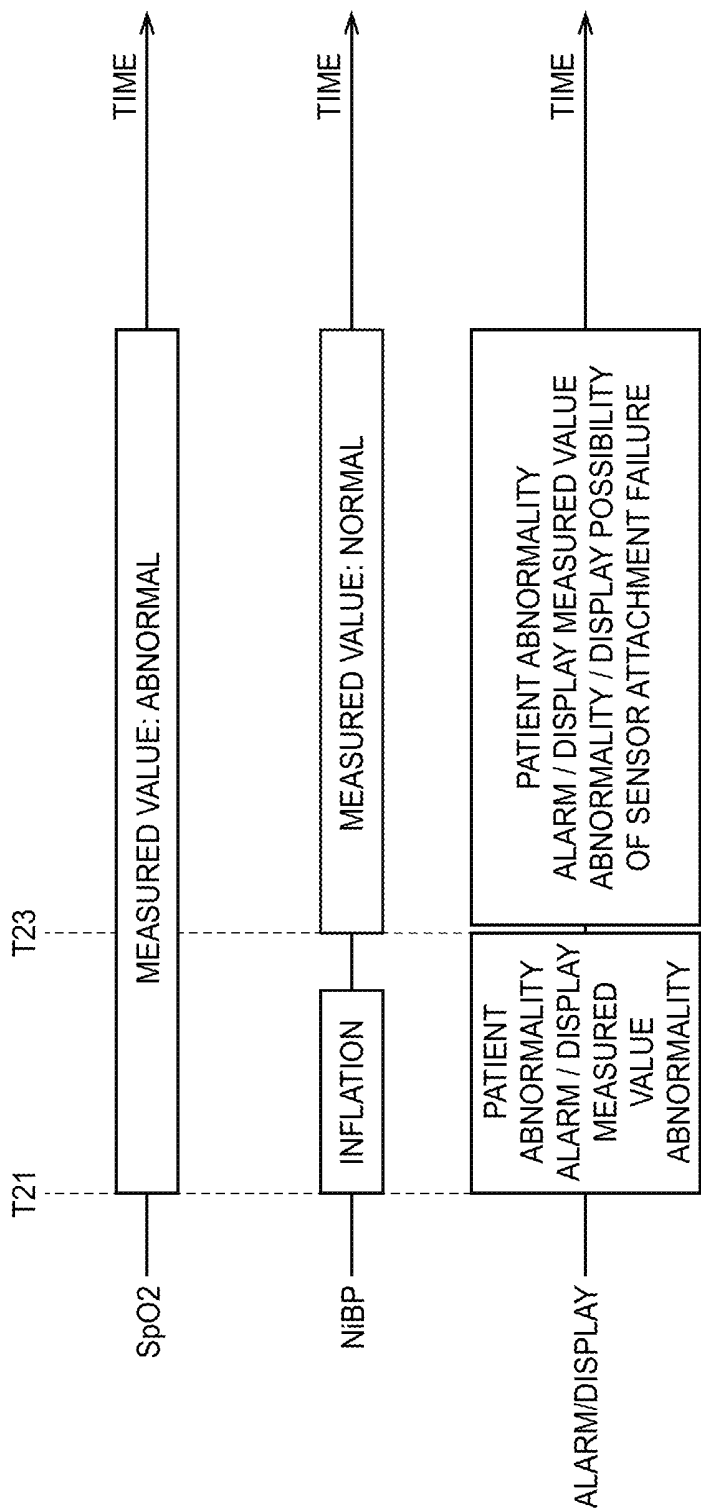 T21
T23
SpO2
MEASURED VALUE: ABNORMAL
TIME
NiBP
INFLATION
MEASURED VALUE: NORMAL
TIME
ALARM/DISPLAY
PATIENT
ABNORMALITY
ALARM / DISPLAY
MEASURED
VALUE
ABNORMALITY
PATIENT ABNORMALITY
ALARM / DISPLAY MEASURED VALUE
ABNORMALITY / DISPLAY POSSIBILITY
OF SENSOR ATTACHMENT FAILURE
TIME